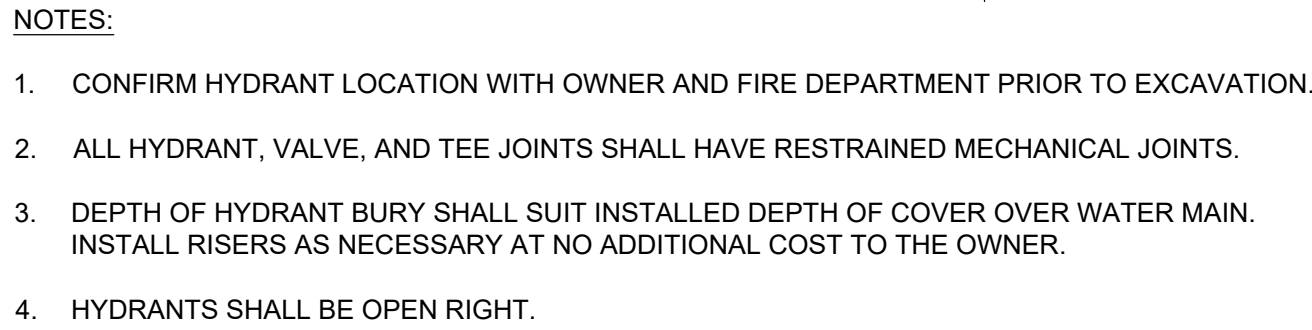 NOTES:
1. CONFIRM HYDRANT LOCATION WITH OWNER AND FIRE DEPARTMENT PRIOR TO EXCAVATION.
2. ALL HYDRANT, VALVE, AND TEE JOINTS SHALL HAVE RESTRAINED MECHANICAL JOINTS.
3. DEPTH OF HYDRANT BURY SHALL SUIT INSTALLED DEPTH OF COVER OVER WATER MAIN.
INSTALL RISERS AS NECESSARY AT NO ADDITIONAL COST TO THE OWNER.
4. HYDRANTS SHALL BE OPEN RIGHT.